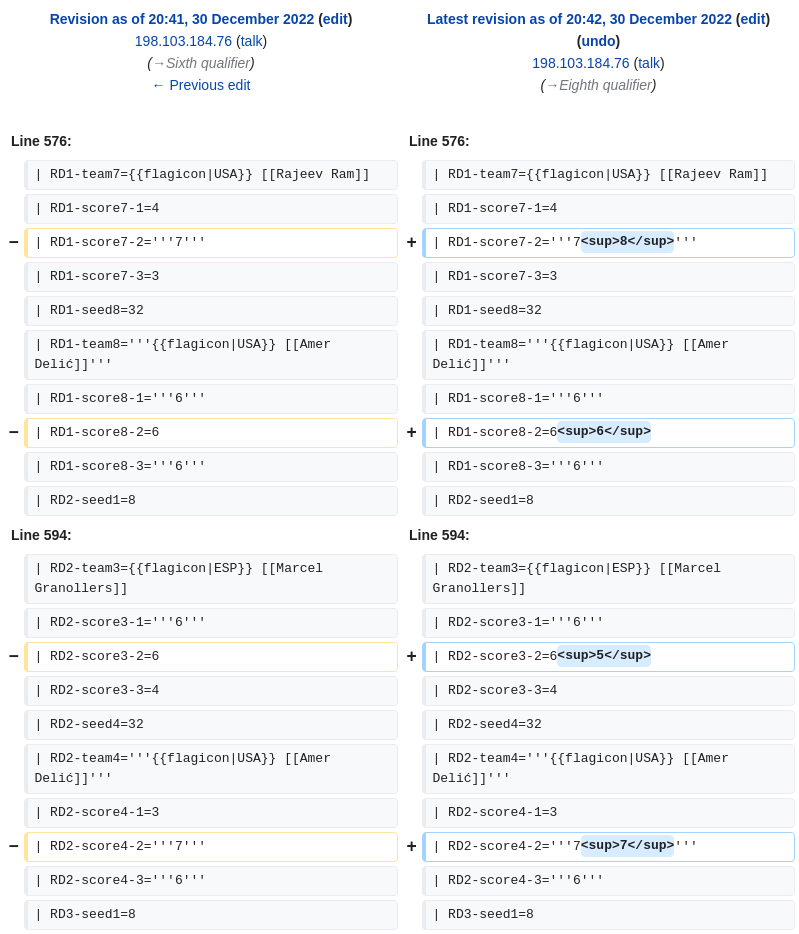 Revision as of 20:41, 30 December 2022 (edit)
198.103.184.76 (talk)
(→Sixth qualifier)
← Previous edit
Latest revision as of 20:42, 30 December 2022 (edit)
(undo)
198.103.184.76 (talk)
(→Eighth qualifier)
Line 576:
Line 576:
| RD1-team7={{flagicon|USA}} [[Rajeev Ram]]
| RD1-team7={{flagicon|USA}} [[Rajeev Ram]]
| RD1-score7-1=4
| RD1-score7-1=4
− | RD1-score7-2='''7'''
+ | RD1-score7-2='''7<sup>8</sup>'''
| RD1-score7-3=3
| RD1-score7-3=3
| RD1-seed8=32
| RD1-seed8=32
| RD1-team8='''{{flagicon|USA}} [[Amer
Delić]]'''
| RD1-team8='''{{flagicon|USA}} [[Amer
Delić]]'''
| RD1-score8-1='''6'''
| RD1-score8-1='''6'''
− | RD1-score8-2=6
+ | RD1-score8-2=6<sup>6</sup>
| RD1-score8-3='''6'''
| RD1-score8-3='''6'''
| RD2-seed1=8
| RD2-seed1=8
Line 594:
Line 594:
| RD2-team3={{flagicon|ESP}} [[Marcel
Granollers]]
| RD2-team3={{flagicon|ESP}} [[Marcel
Granollers]]
| RD2-score3-1='''6'''
| RD2-score3-1='''6'''
− | RD2-score3-2=6
+ | RD2-score3-2=6<sup>5</sup>
| RD2-score3-3=4
| RD2-score3-3=4
| RD2-seed4=32
| RD2-seed4=32
| RD2-team4='''{{flagicon|USA}} [[Amer
Delić]]'''
| RD2-team4='''{{flagicon|USA}} [[Amer
Delić]]'''
| RD2-score4-1=3
| RD2-score4-1=3
− | RD2-score4-2='''7'''
+ | RD2-score4-2='''7<sup>7</sup>'''
| RD2-score4-3='''6'''
| RD2-score4-3='''6'''
| RD3-seed1=8
| RD3-seed1=8